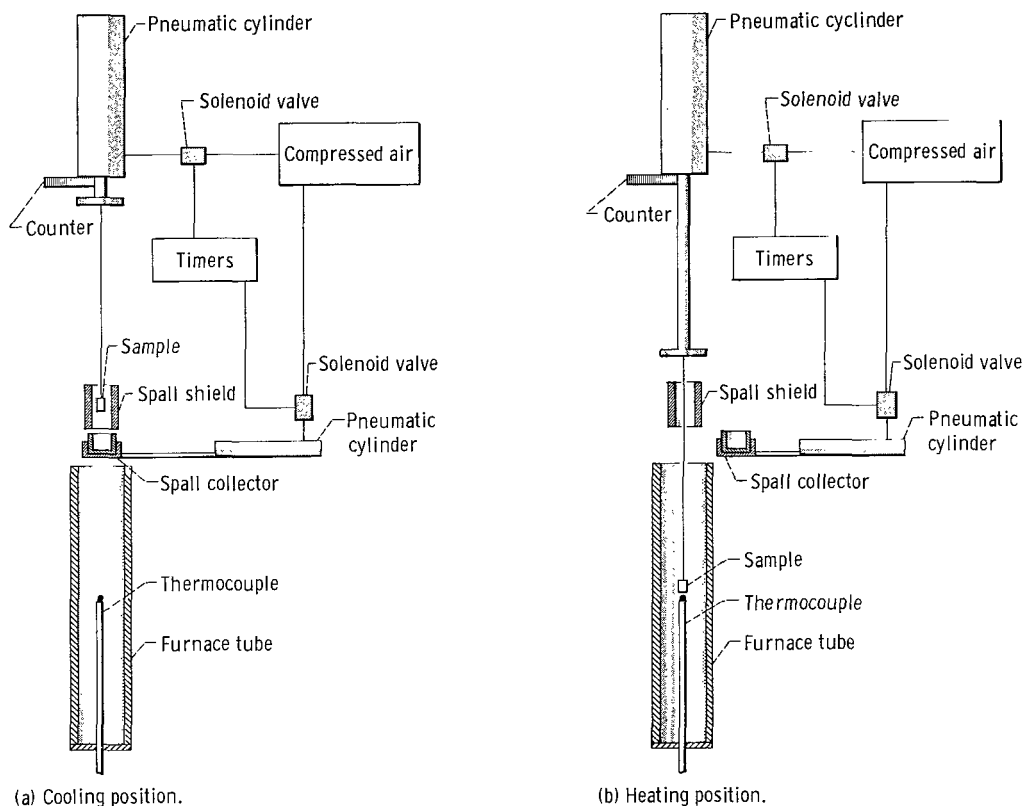 Pneumatic cylinder
Solenoid valve
Compressed air
Counter
Timers
Sample
Spall shield
Solenoid valve
Pneumatic
cylinder
Spall collector
Thermocouple
Furnace tube
(a) Cooling position.
Pneumatic cyclinder
Solenoid valve
Compressed air
Counter
Timers
Solenoid valve
Spall shield
Pneumatic
cylinder
Spall collector
Sample
Thermocouple
Furnace tube
(b) Heating position.